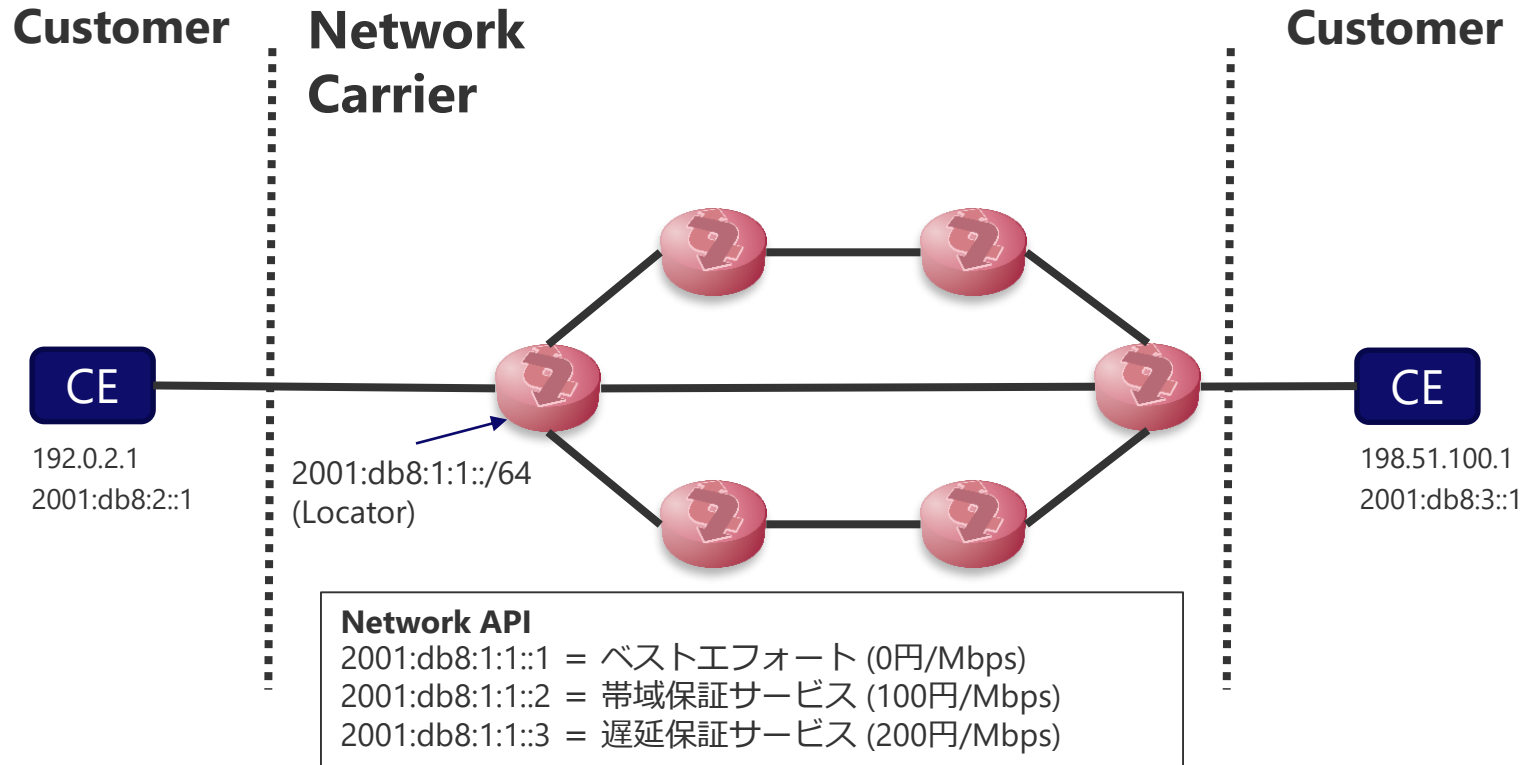 Customer
Network
Carrier
Customer
CE
192.0.2.1
2001:db8:2::1
2001:db8:1:1::/64
(Locator)
CE
198.51.100.1
2001:db8:3::1
Network API
2001:db8:1:1::1 = ベストエフォート (0円/Mbps)
2001:db8:1:1::2 = 帯域保証サービス (100円/Mbps)
2001:db8:1:1::3 = 遅延保証サービス (200円/Mbps)